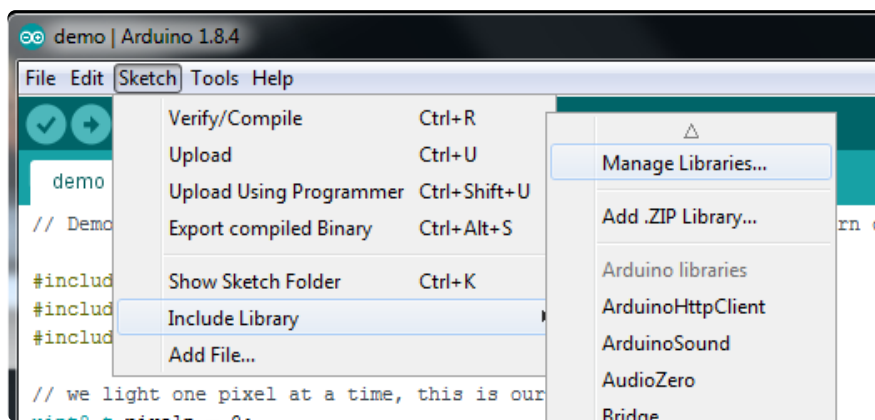 demo | Arduino 1.8.4
File Edit Sketch Tools Help
Verify/Compile Ctrl+R
Upload Ctrl+U
Upload Using Programmer Ctrl+Shift+U
Export compiled Binary Ctrl+Alt+S
Show Sketch Folder Ctrl+K
Include Library
Add File...
Manage Libraries...
Add .ZIP Library...
Arduino libraries
ArduinoHttpClient
ArduinoSound
AudioZero
Bridge
demo
// Demo
#includ
#includ
#includ
// we light one pixel at a time, this is our